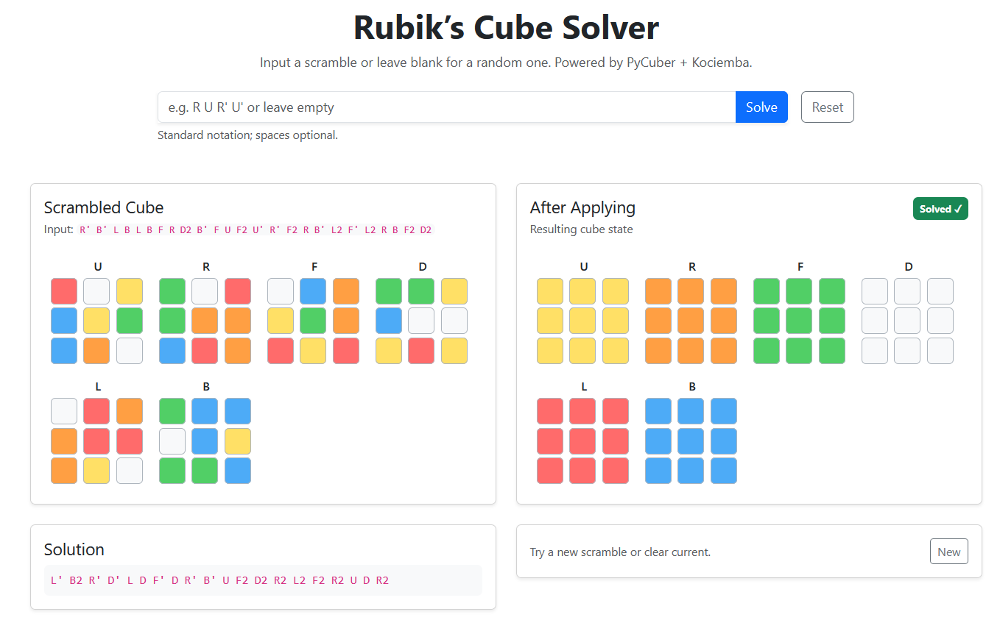 Rubik’s Cube Solver
Input a scramble or leave blank for a random one. Powered by PyCuber + Kociemba.
e.g. R U R' U' or leave empty
Solve
Reset
Standard notation; spaces optional.
Scrambled Cube
Input: R' B' L B L B F R D2 B' F U F2 U' R' F2 R B' L2 F' L2 R B F2 D2
U R F D
L B
After Applying
Solved ✓
Resulting cube state
U R F D
L B
Solution
L' B2 R' D' L D F' D R' B' U F2 D2 R2 L2 F2 R2 U D R2
Try a new scramble or clear current.
New